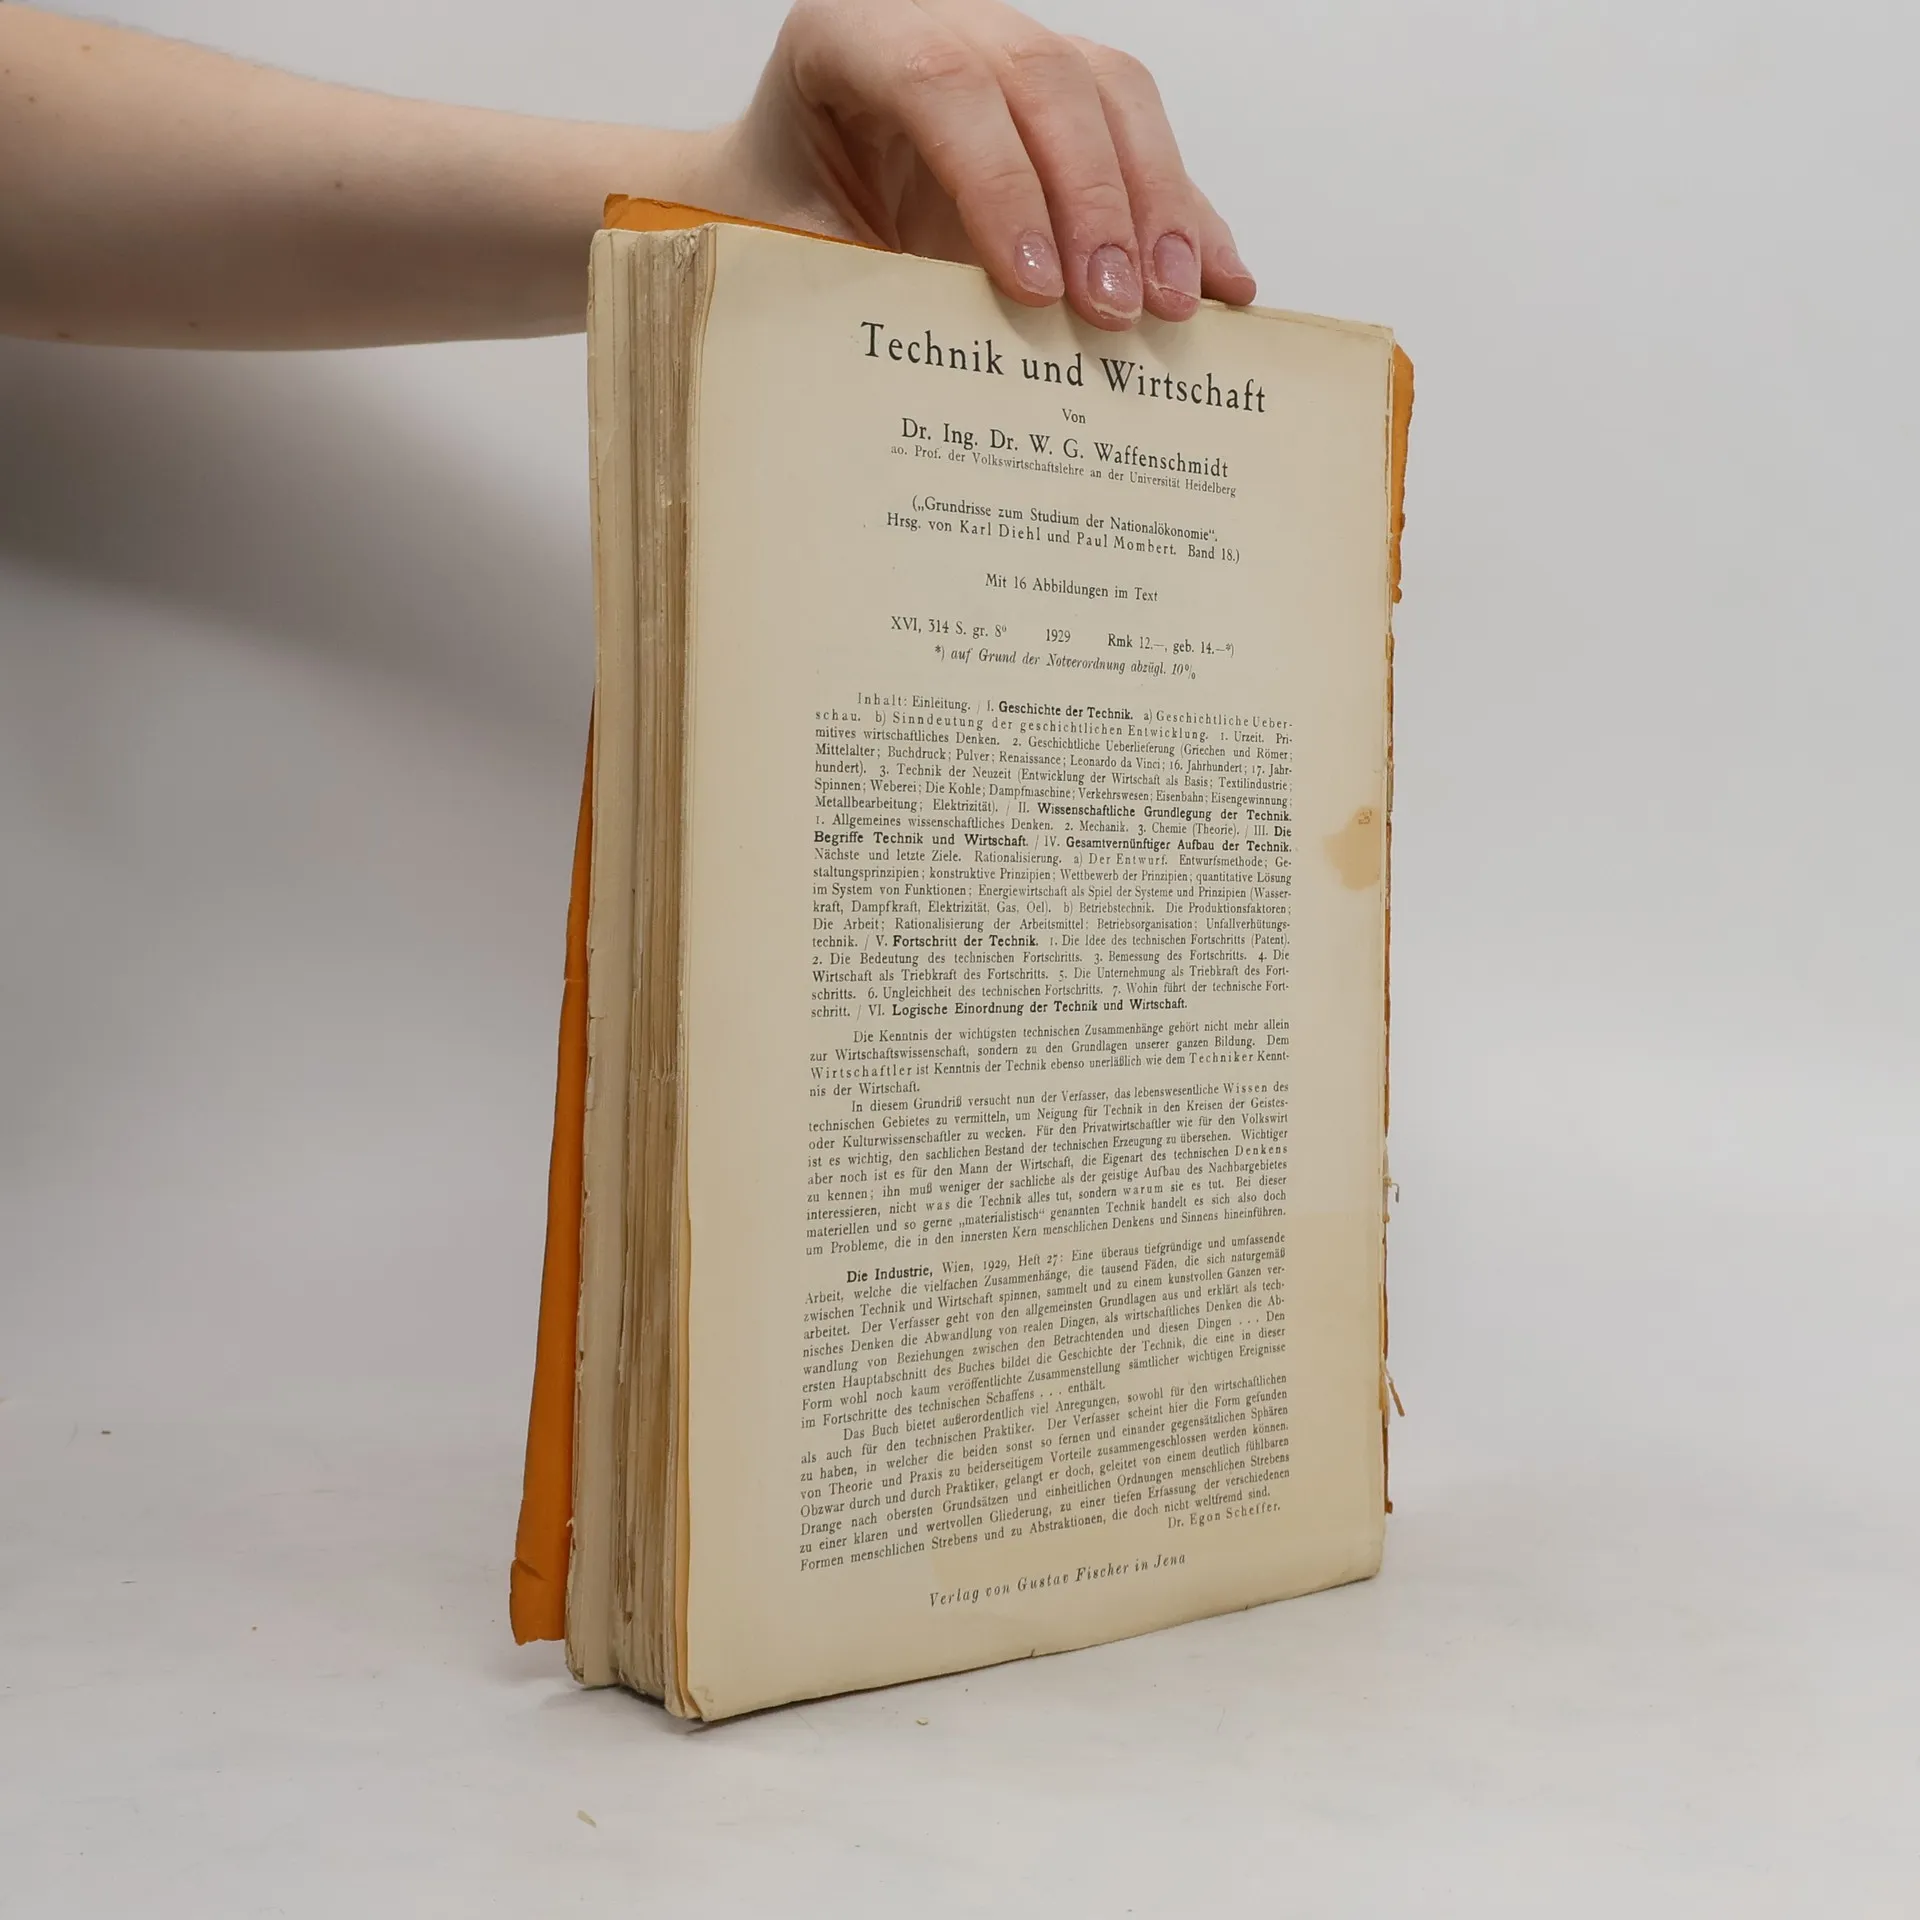 Technik und Wirtschaft
Von
Dr. Ing. Dr. W. G. Waffenschmidt
ao. Prof. der Volkswirtschaftslehre an der Universität Heidelberg
(„Grundrisse zum Studium der Nationalökonomie“.
Hrsg. von Karl Diehl und Paul Mombert. Band 18.)
Mit 16 Abbildungen im Text
XVI, 314 S. gr. 8° 1929 Rmk 12.—, geb. 14.—*)
*) auf Grund der Notverordnung abzügl. 10%
Inhalt: Einleitung. / I. Geschichte der Technik. a) Geschichtliche Ueber-
schau. b) Sinndeutung der geschichtlichen Entwicklung. 1. Urzeit. Pri-
mitives wirtschaftliches Denken. 2. Geschichtliche Ueberlieferung (Griechen und Römer;
Mittelalter; Buchdruck; Pulver; Renaissance; Leonardo da Vinci; 16. Jahrhundert; 17. Jahr-
hundert). 3. Technik der Neuzeit (Entwicklung der Wirtschaft als Basis; Textilindustrie;
Spinnen; Weberei; Die Kohle; Dampfmaschine; Verkehrswesen; Eisenbahn; Eisengewinnung;
Metallbearbeitung; Elektrizität). / II. Wissenschaftliche Grundlegung der Technik.
1. Allgemeines wissenschaftliches Denken. 2. Mechanik. 3. Chemie (Theorie). / III. Die
Begriffe Technik und Wirtschaft. / IV. Gesamtvernünftiger Aufbau der Technik.
Nächste und letzte Ziele. Rationalisierung. a) Der Entwurf. Entwurfsmethode; Ge-
staltungsprinzipien; konstruktive Prinzipien; Wettbewerb der Prinzipien; quantitative Lösung
im System von Funktionen; Energiewirtschaft als Spiel der Systeme und Prinzipien (Wasser-
kraft, Dampfkraft, Elektrizität, Gas, Oel). b) Betriebstechnik. Die Produktionsfaktoren;
Die Arbeit; Rationalisierung der Arbeitsmittel; Betriebsorganisation; Unfallverhütungs-
technik. / V. Fortschritt der Technik. 1. Die Idee des technischen Fortschritts (Patent).
2. Die Bedeutung des technischen Fortschritts. 3. Bemessung des Fortschritts. 4. Die
Wirtschaft als Triebkraft des Fortschritts. 5. Die Unternehmung als Triebkraft des Fort-
schritts. 6. Ungleichheit des technischen Fortschritts. 7. Wohin führt der technische Fort-
schritt. / VI. Logische Einordnung der Technik und Wirtschaft.
Die Kenntnis der wichtigsten technischen Zusammenhänge gehört nicht mehr allein
zur Wirtschaftswissenschaft, sondern zu den Grundlagen unserer ganzen Bildung. Dem
Wirtschaftler ist Kenntnis der Technik ebenso unerläßlich wie dem Techniker Kennt-
nis der Wirtschaft.
In diesem Grundriß versucht nun der Verfasser, das lebenswesentliche Wissen des
technischen Gebietes zu vermitteln, um Neigung für Technik in den Kreisen der Geistes-
oder Kulturwissenschaftler zu wecken. Für den Privatwirtschaftler wie für den Volkswirt
ist es wichtig, den sachlichen Bestand der technischen Erzeugung zu übersehen. Wichtiger
aber noch ist es für den Mann der Wirtschaft, die Eigenart des technischen Denkens
zu kennen; ihn muß weniger der sachliche als der geistige Aufbau des Nachbargebietes
interessieren, nicht was die Technik alles tut, sondern warum sie es tut. Bei dieser
materiellen und so gerne „materialistisch“ genannten Technik handelt es sich also doch
um Probleme, die in den innersten Kern menschlichen Denkens und Sinnens hineinführen.
Die Industrie, Wien, 1929, Heft 27: Eine überaus tiefgründige und umfassende
Arbeit, welche die vielfachen Zusammenhänge, die tausend Fäden, die sich naturgemäß
zwischen Technik und Wirtschaft spinnen, sammelt und zu einem kunstvollen Ganzen ver-
arbeitet. Der Verfasser geht von den allgemeinsten Grundlagen aus und erklärt als tech-
nisches Denken die Abwandlung von realen Dingen, als wirtschaftliches Denken die Ab-
wandlung von Beziehungen zwischen den Betrachtenden und diesen Dingen . . . Den
ersten Hauptabschnitt des Buches bildet die Geschichte der Technik, die eine in dieser
Form wohl noch kaum veröffentlichte Zusammenstellung sämtlicher wichtigen Ereignisse
im Fortschritte des technischen Schaffens . . . enthält.
Das Buch bietet außerordentlich viel Anregungen, sowohl für den wirtschaftlichen
als auch für den technischen Praktiker. Der Verfasser scheint hier die Form gefunden
zu haben, in welcher die beiden sonst so fernen und einander gegensätzlichen Sphären
von Theorie und Praxis zu beiderseitigem Vorteile zusammengeschlossen werden können.
Obzwar durch und durch Praktiker, gelangt er doch, geleitet von einem deutlich fühlbaren
Drange nach obersten Grundsätzen und einheitlichen Ordnungen menschlichen Strebens
zu einer klaren und wertvollen Gliederung, zu einer tiefen Erfassung der verschiedenen
Formen menschlichen Strebens und zu Abstraktionen, die doch nicht weltfremd sind.
Dr. Egon Scheffer.
Verlag von Gustav Fischer in Jena